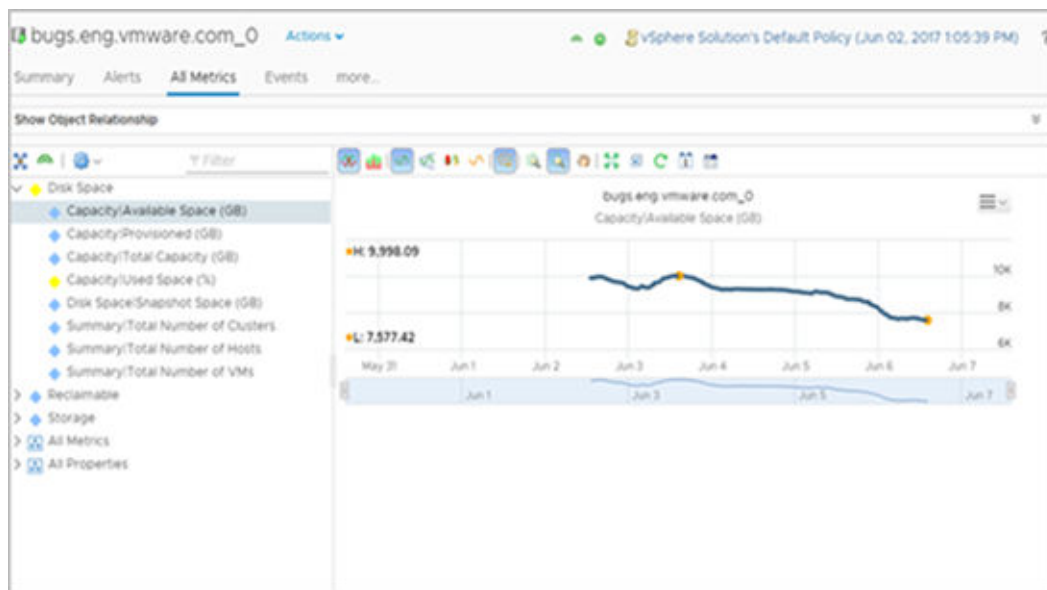 bugs.eng.vmware.com_0 Actions vSphere Solution's Default Policy (Jun 02, 2017 1:05:39 PM) ?
Summary Alerts All Metrics Events more...
Show Object Relationship
Filter
Disk Space
Capacity|Available Space (GB)
Capacity|Provisioned (GB)
Capacity|Total Capacity (GB)
Capacity|Used Space (%)
Disk Space|Snapshot Space (GB)
Summary|Total Number of Clusters
Summary|Total Number of Hosts
Summary|Total Number of VMs
Reclaimable
Storage
All Metrics
All Properties
bugs.eng.vmware.com_0
Capacity|Available Space (GB)
H: 9,998.09
10K
8K
L: 7,577.42
6K
May 31 Jun 1 Jun 2 Jun 3 Jun 4 Jun 5 Jun 6 Jun 7
Jun 1 Jun 3 Jun 5 Jun 7